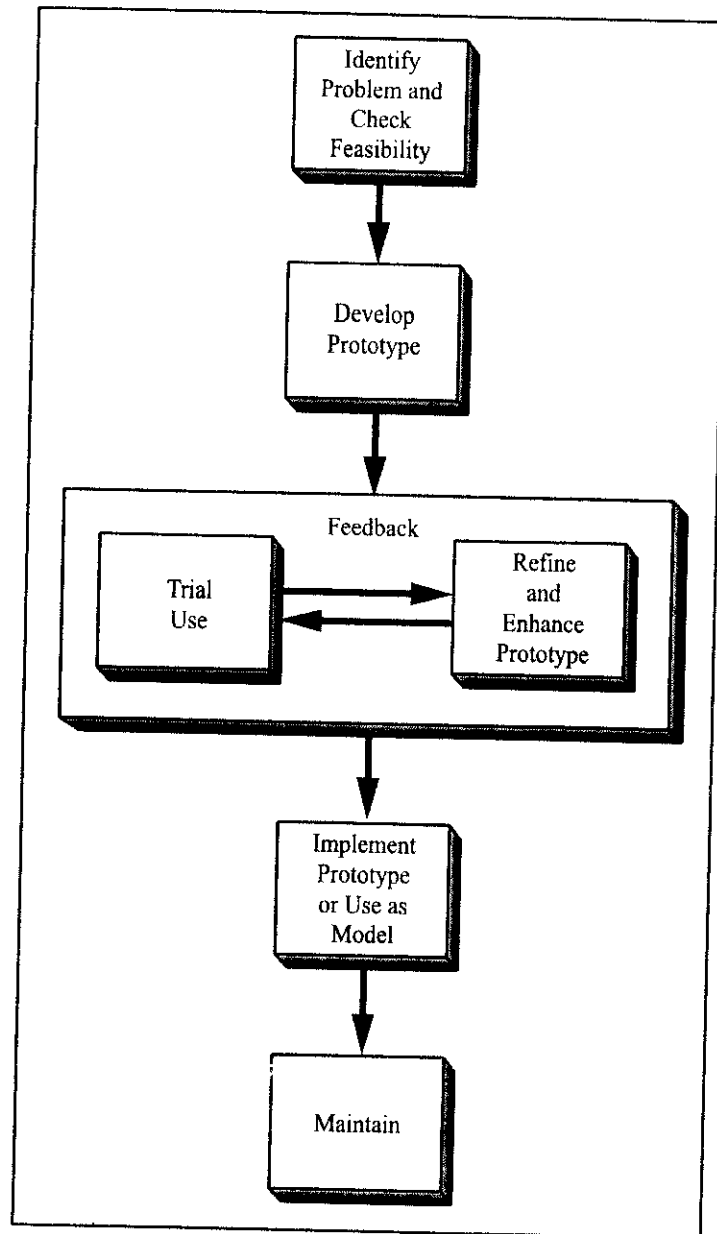 Identify
Problem and
Check
Feasibility
Develop
Prototype
Feedback
Trial
Use
Refine
and
Enhance
Prototype
Implement
Prototype
or Use as
Model
Maintain